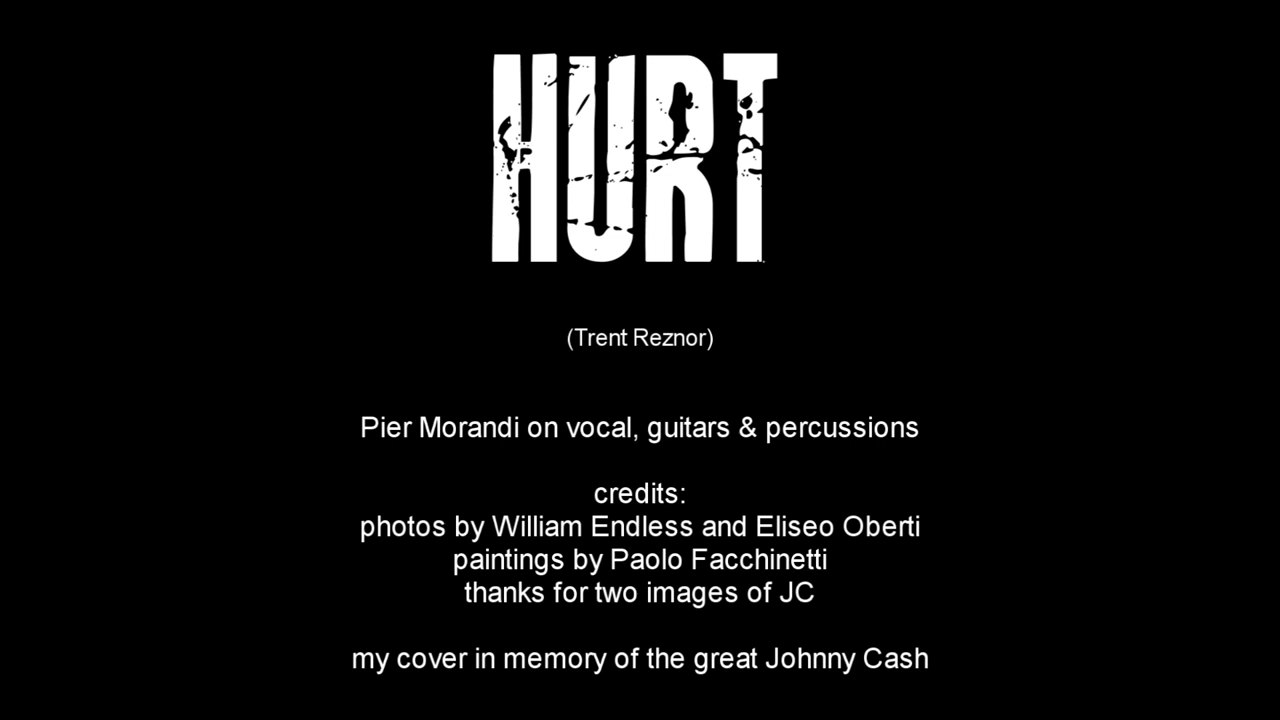 HURT
(Trent Reznor)
Pier Morandi on vocal, guitars & percussions
credits:
photos by William Endless and Eliseo Oberti
paintings by Paolo Facchinetti
thanks for two images of JC
my cover in memory of the great Johnny Cash